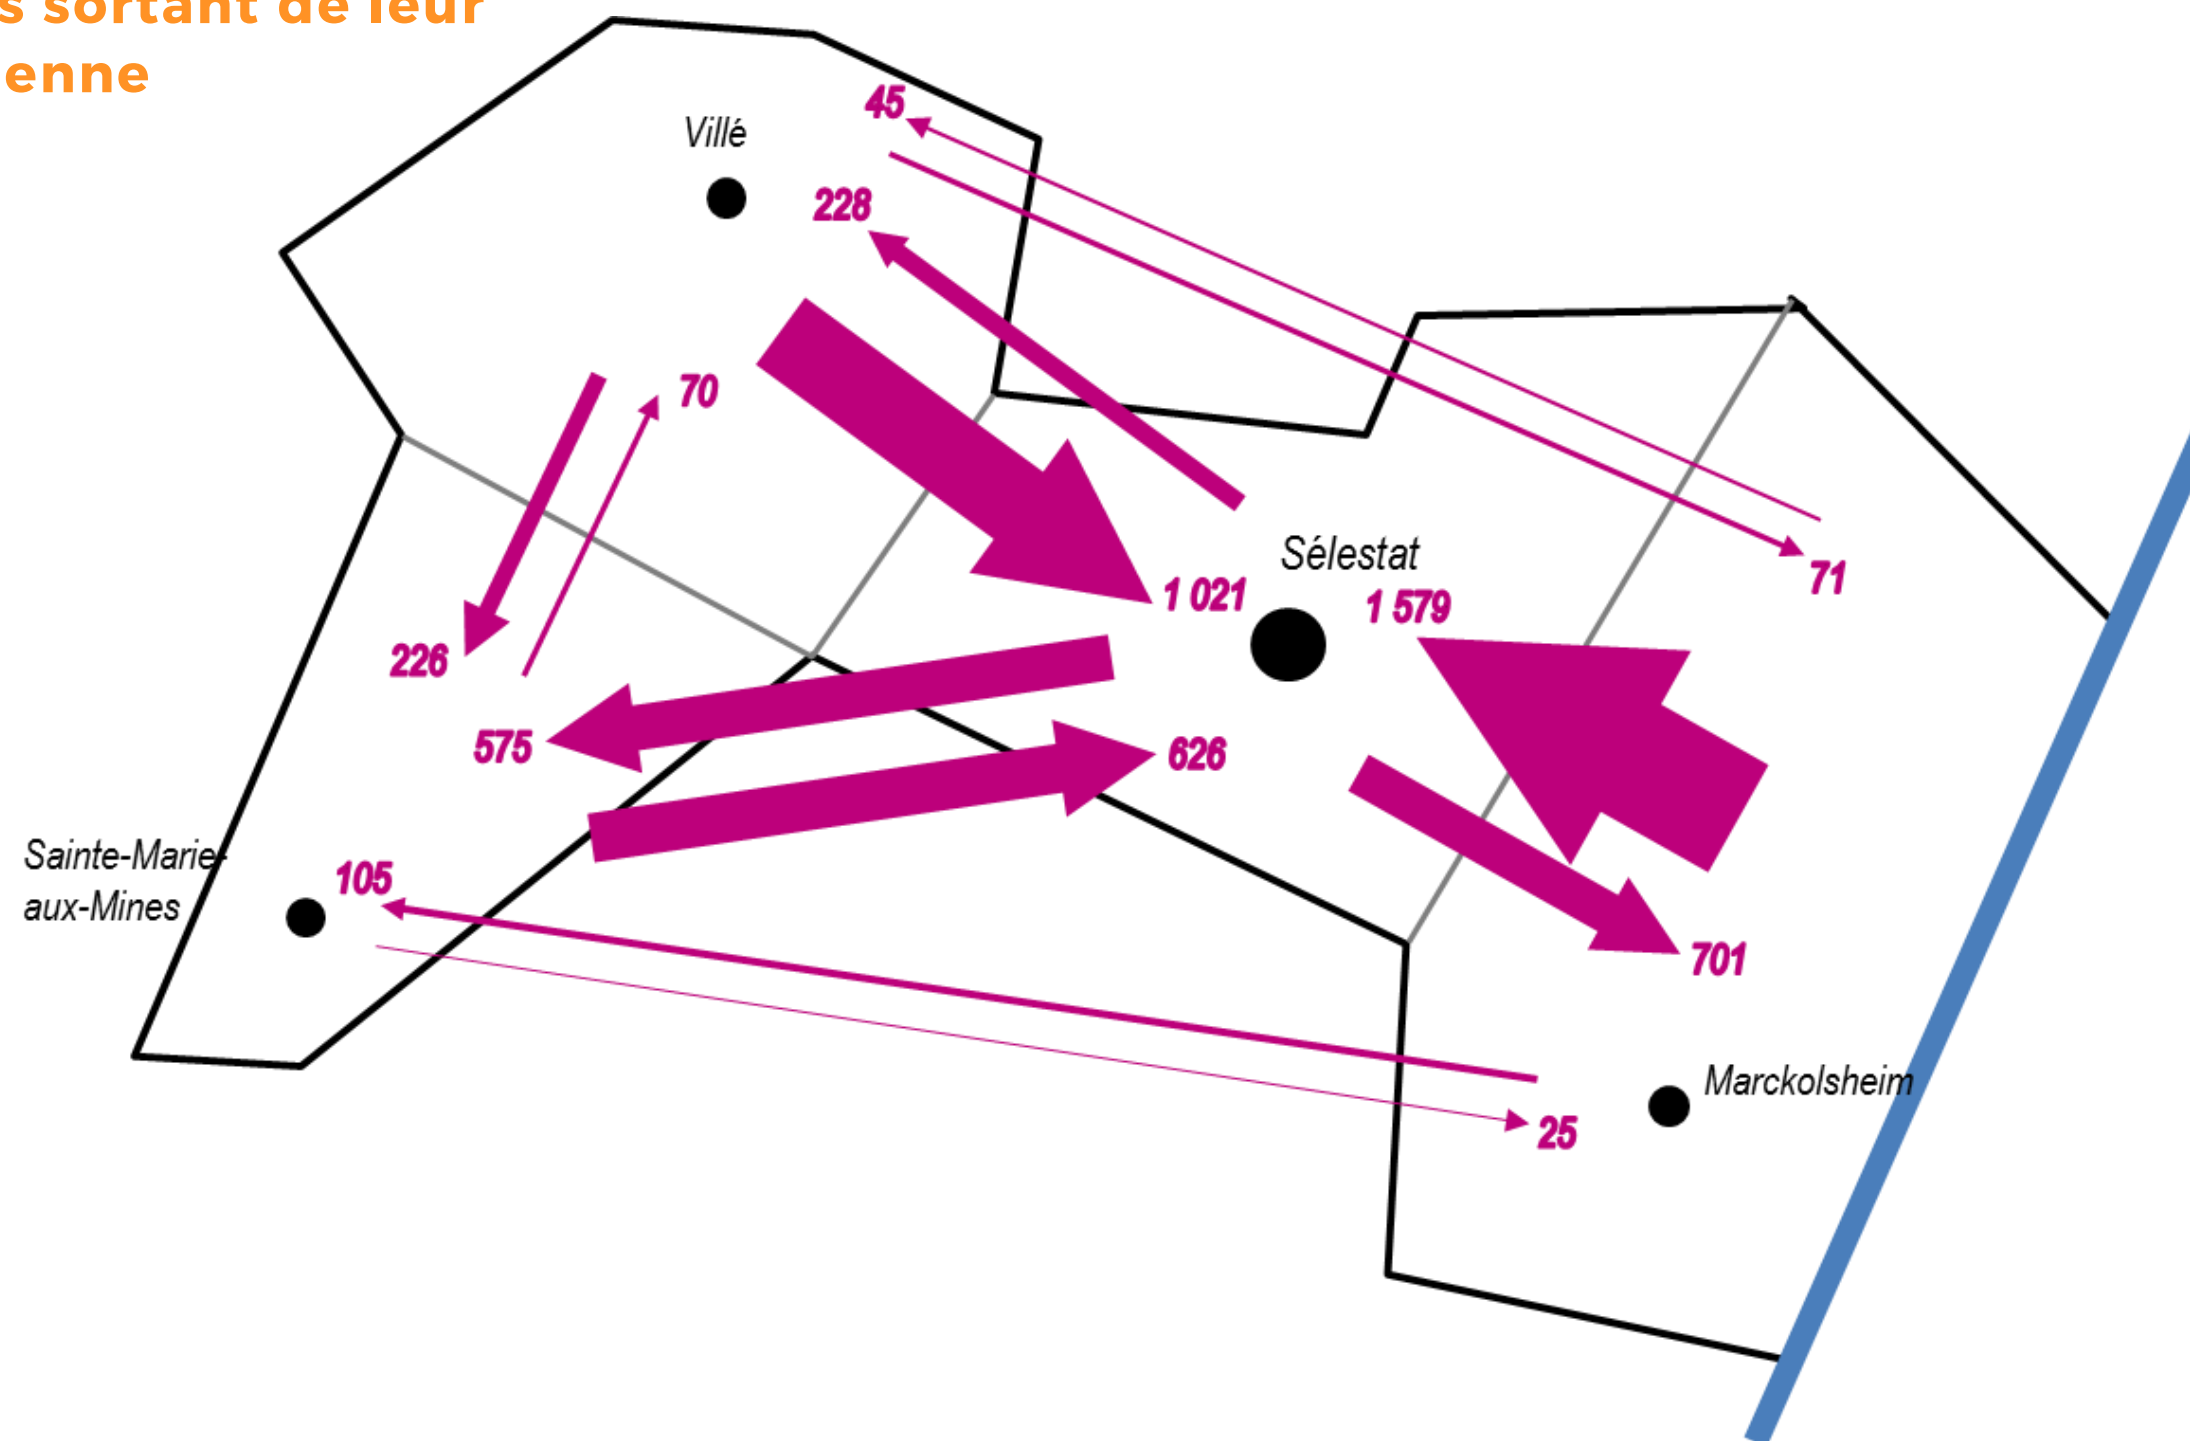 s sortant de leur
enne
45
Villé
228
70
Sélestat
1 021
1 579
71
226
575
626
Sainte-Marie-
aux-Mines
105
701
Marckolsheim
25